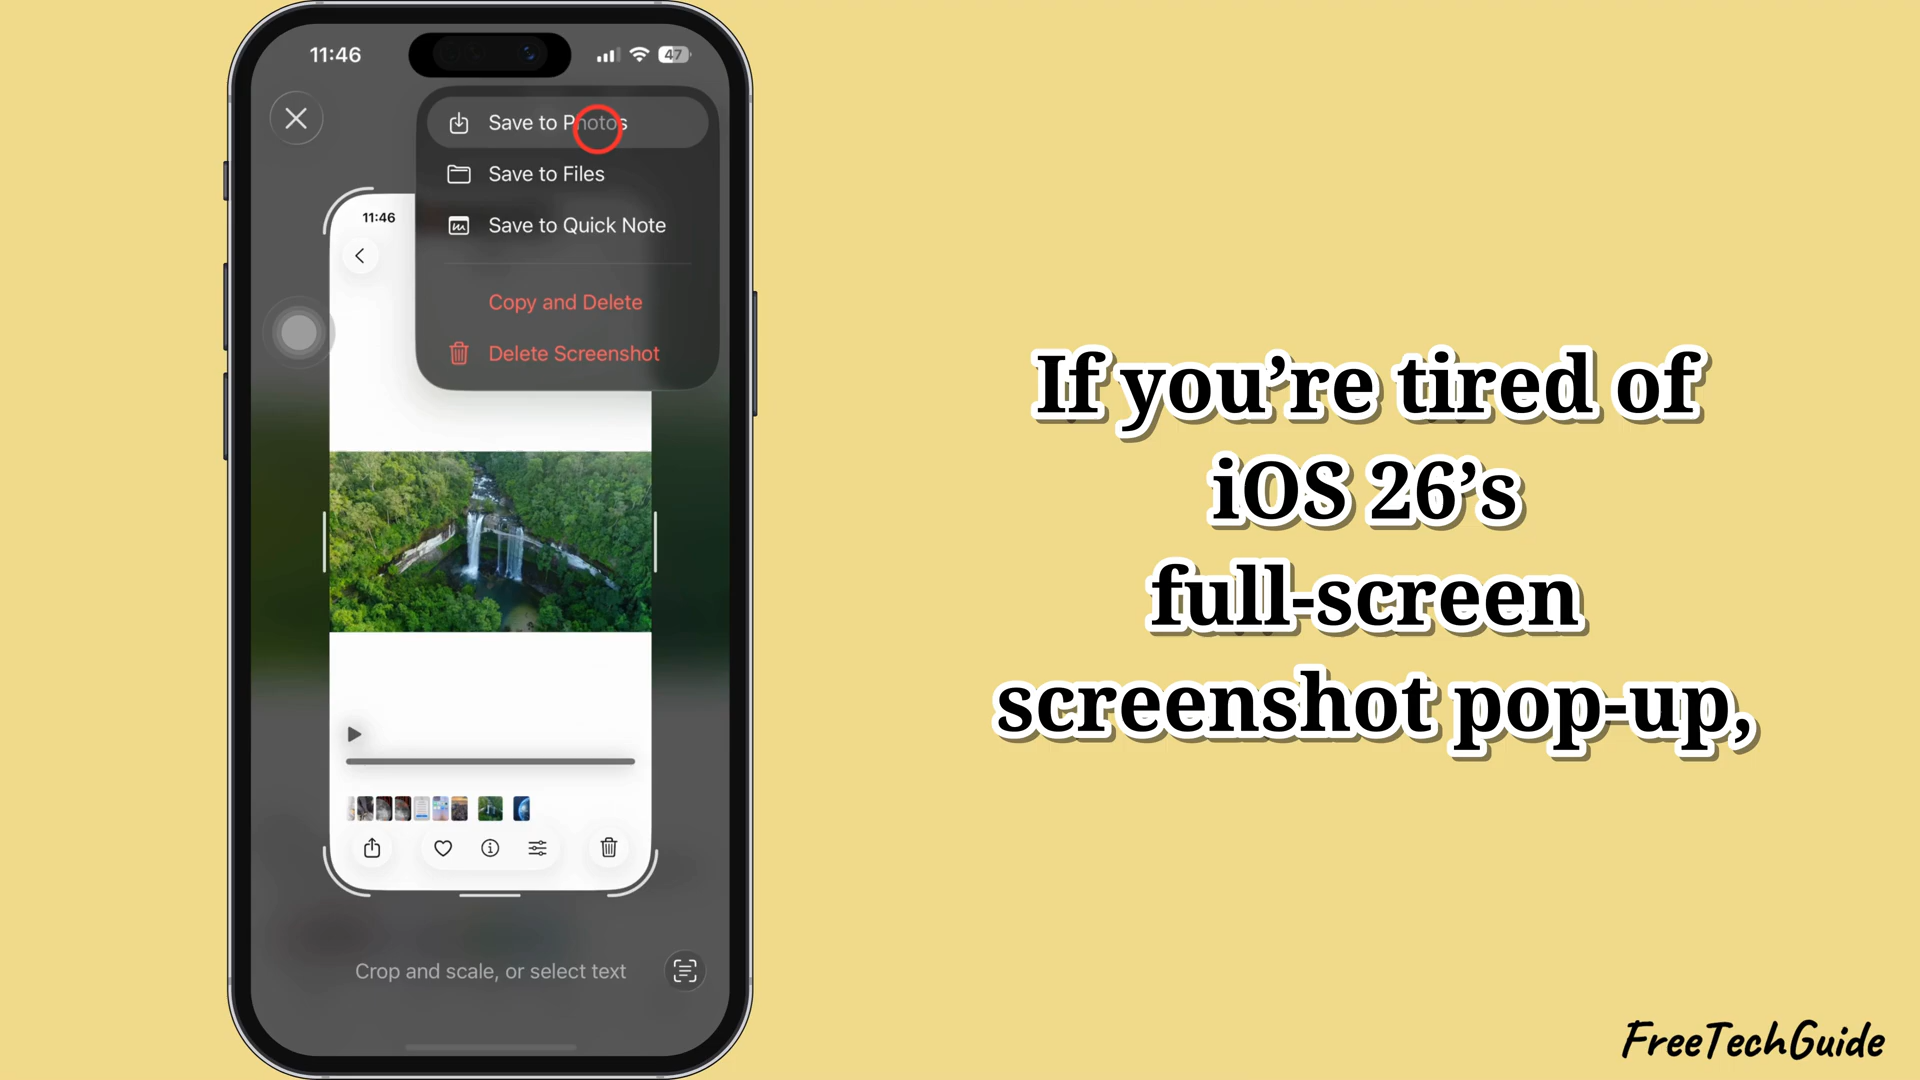 11:46
47
Save to Photos
Save to Files
Save to Quick Note
Copy and Delete
Delete Screenshot
11:46
Crop and scale, or select text
If you’re tired of
iOS 26’s
full-screen
screenshot pop-up,
FreeTechGuide